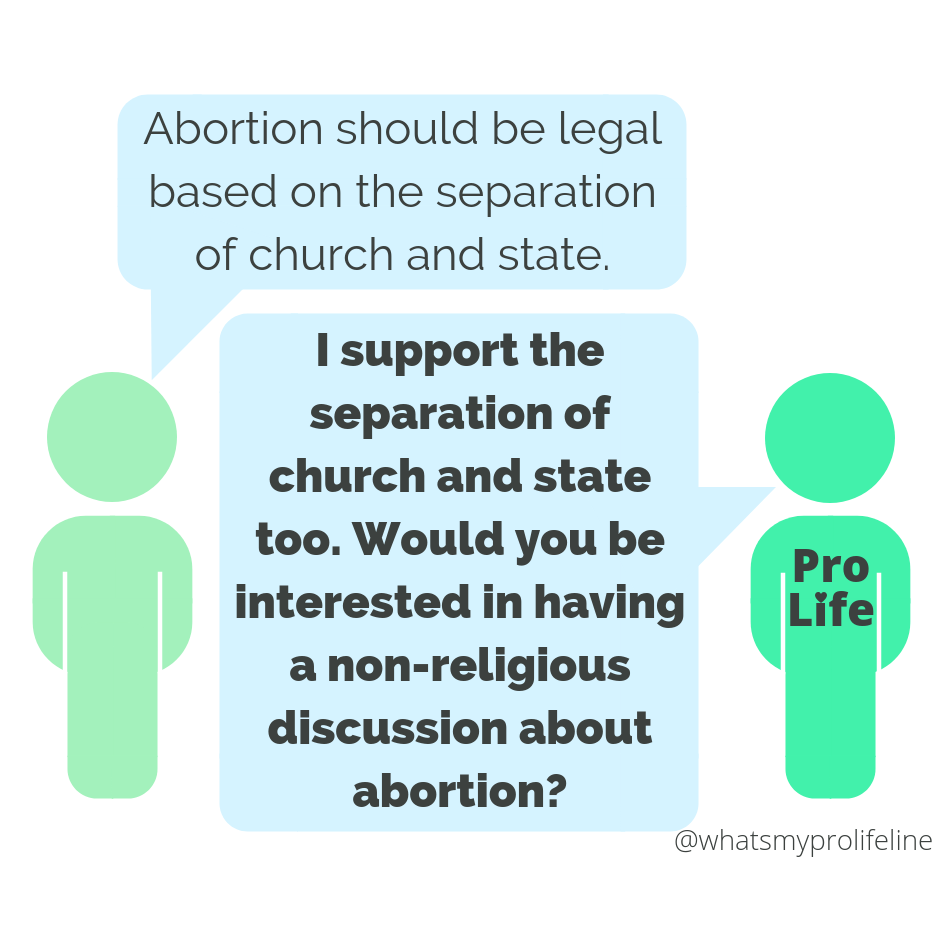 Abortion should be legal
based on the separation
of church and state.
I support the
separation of
church and state
too. Would you be
interested in having
a non-religious
discussion about
abortion?
Pro
Life
@whatsmyprolifeline